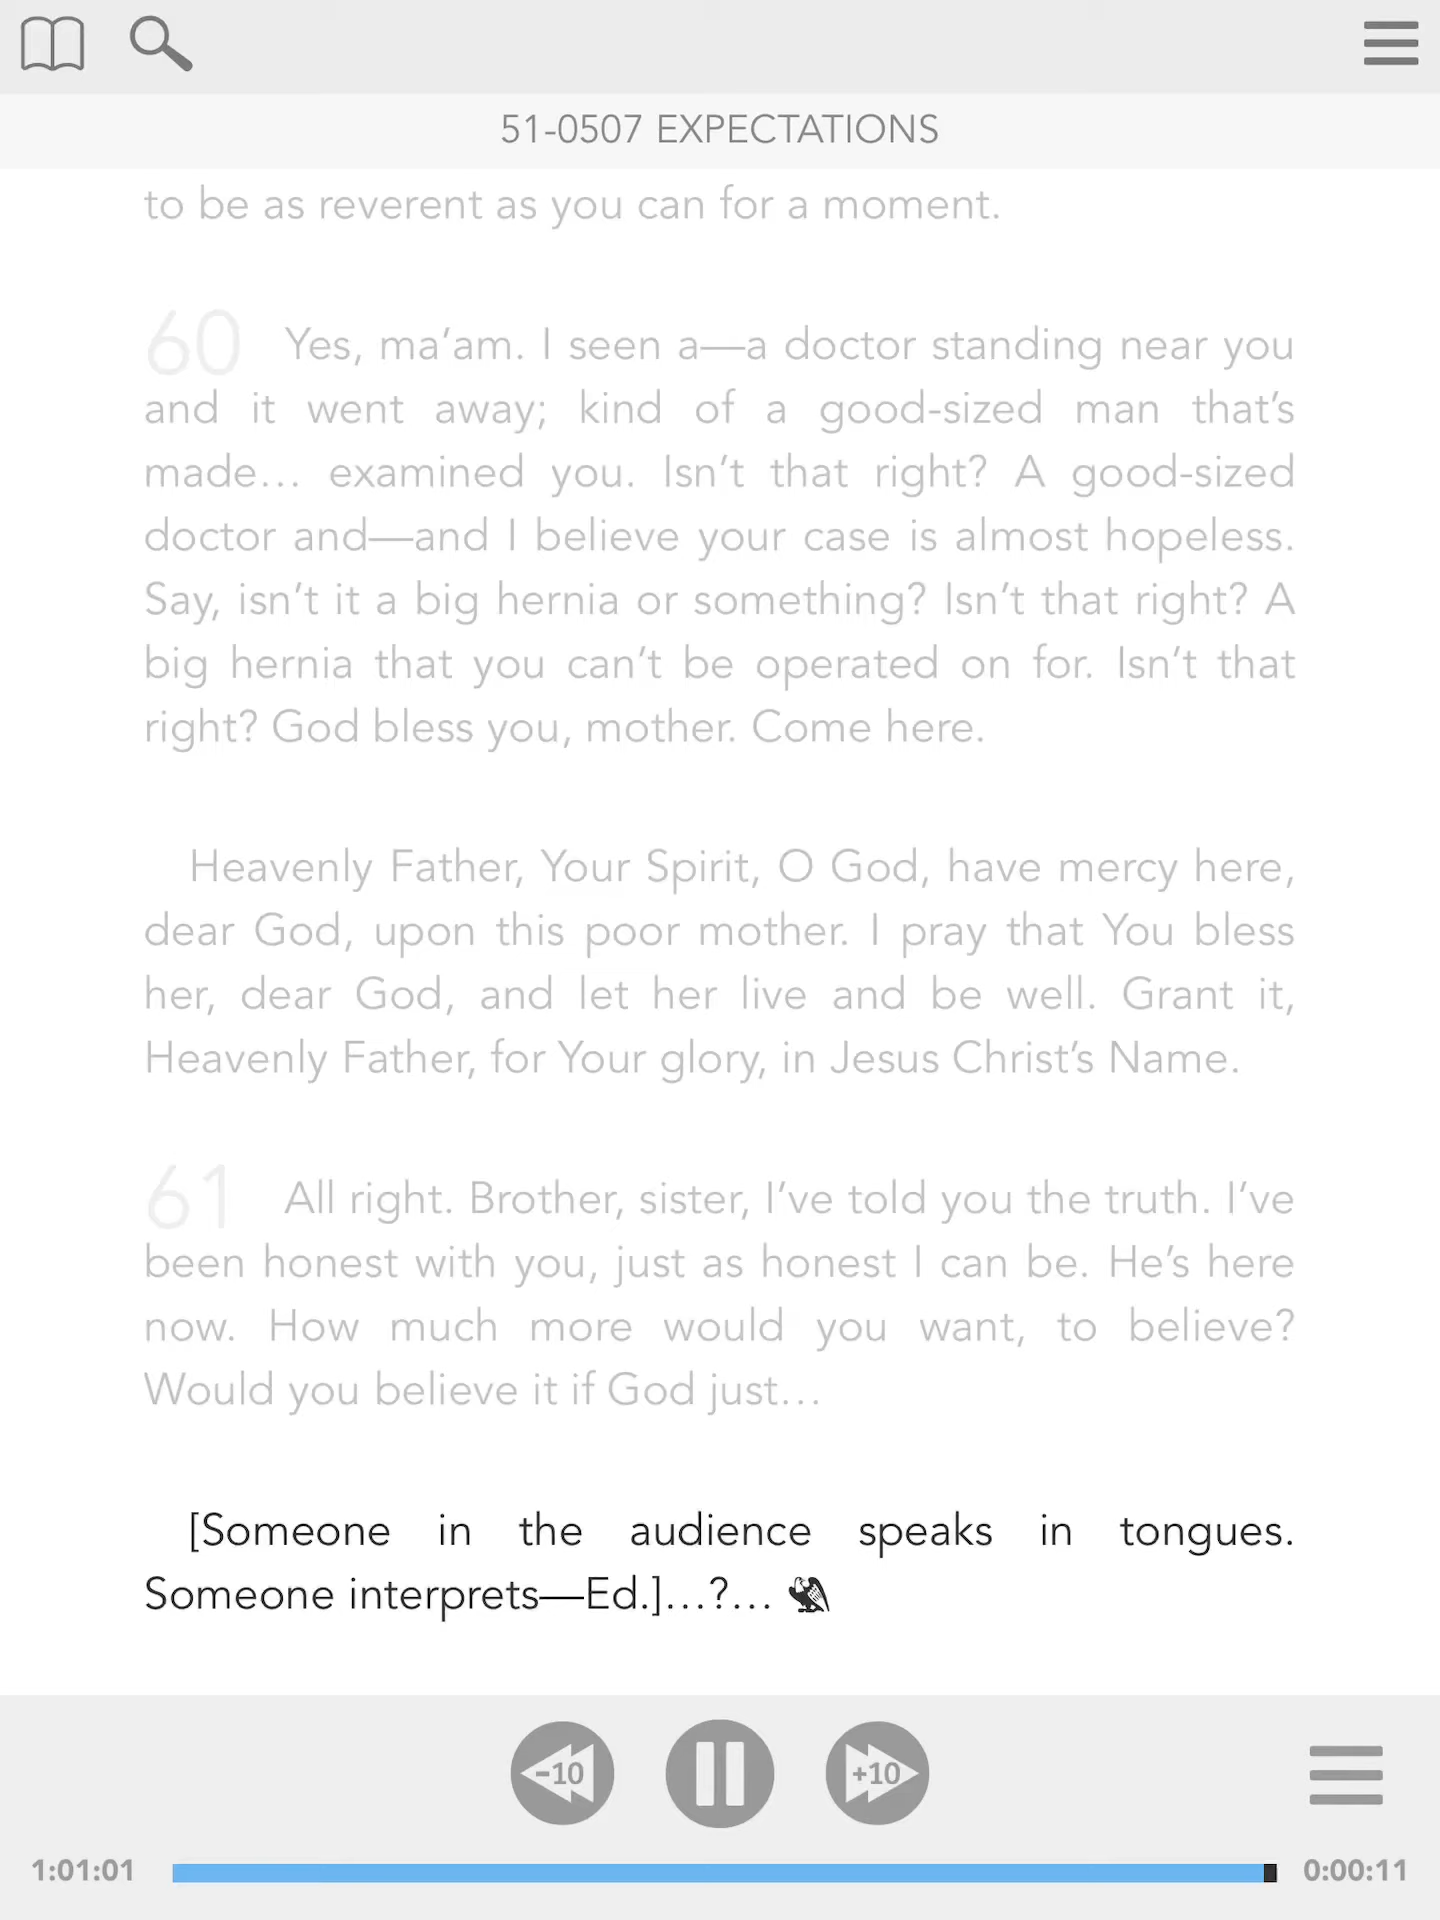 51-0507 EXPECTATIONS
to be as reverent as you can for a moment.
60 Yes, ma’am. I seen a—a doctor standing near you
and it went away; kind of a good-sized man that’s
made… examined you. Isn’t that right? A good-sized
doctor and—and I believe your case is almost hopeless.
Say, isn’t it a big hernia or something? Isn’t that right? A
big hernia that you can’t be operated on for. Isn’t that
right? God bless you, mother. Come here.
Heavenly Father, Your Spirit, O God, have mercy here,
dear God, upon this poor mother. I pray that You bless
her, dear God, and let her live and be well. Grant it,
Heavenly Father, for Your glory, in Jesus Christ’s Name.
61 All right. Brother, sister, I’ve told you the truth. I’ve
been honest with you, just as honest I can be. He’s here
now. How much more would you want, to believe?
Would you believe it if God just…
[Someone in the audience speaks in tongues.
Someone interprets—Ed.]…?…
-10 +10
1:01:01 0:00:11